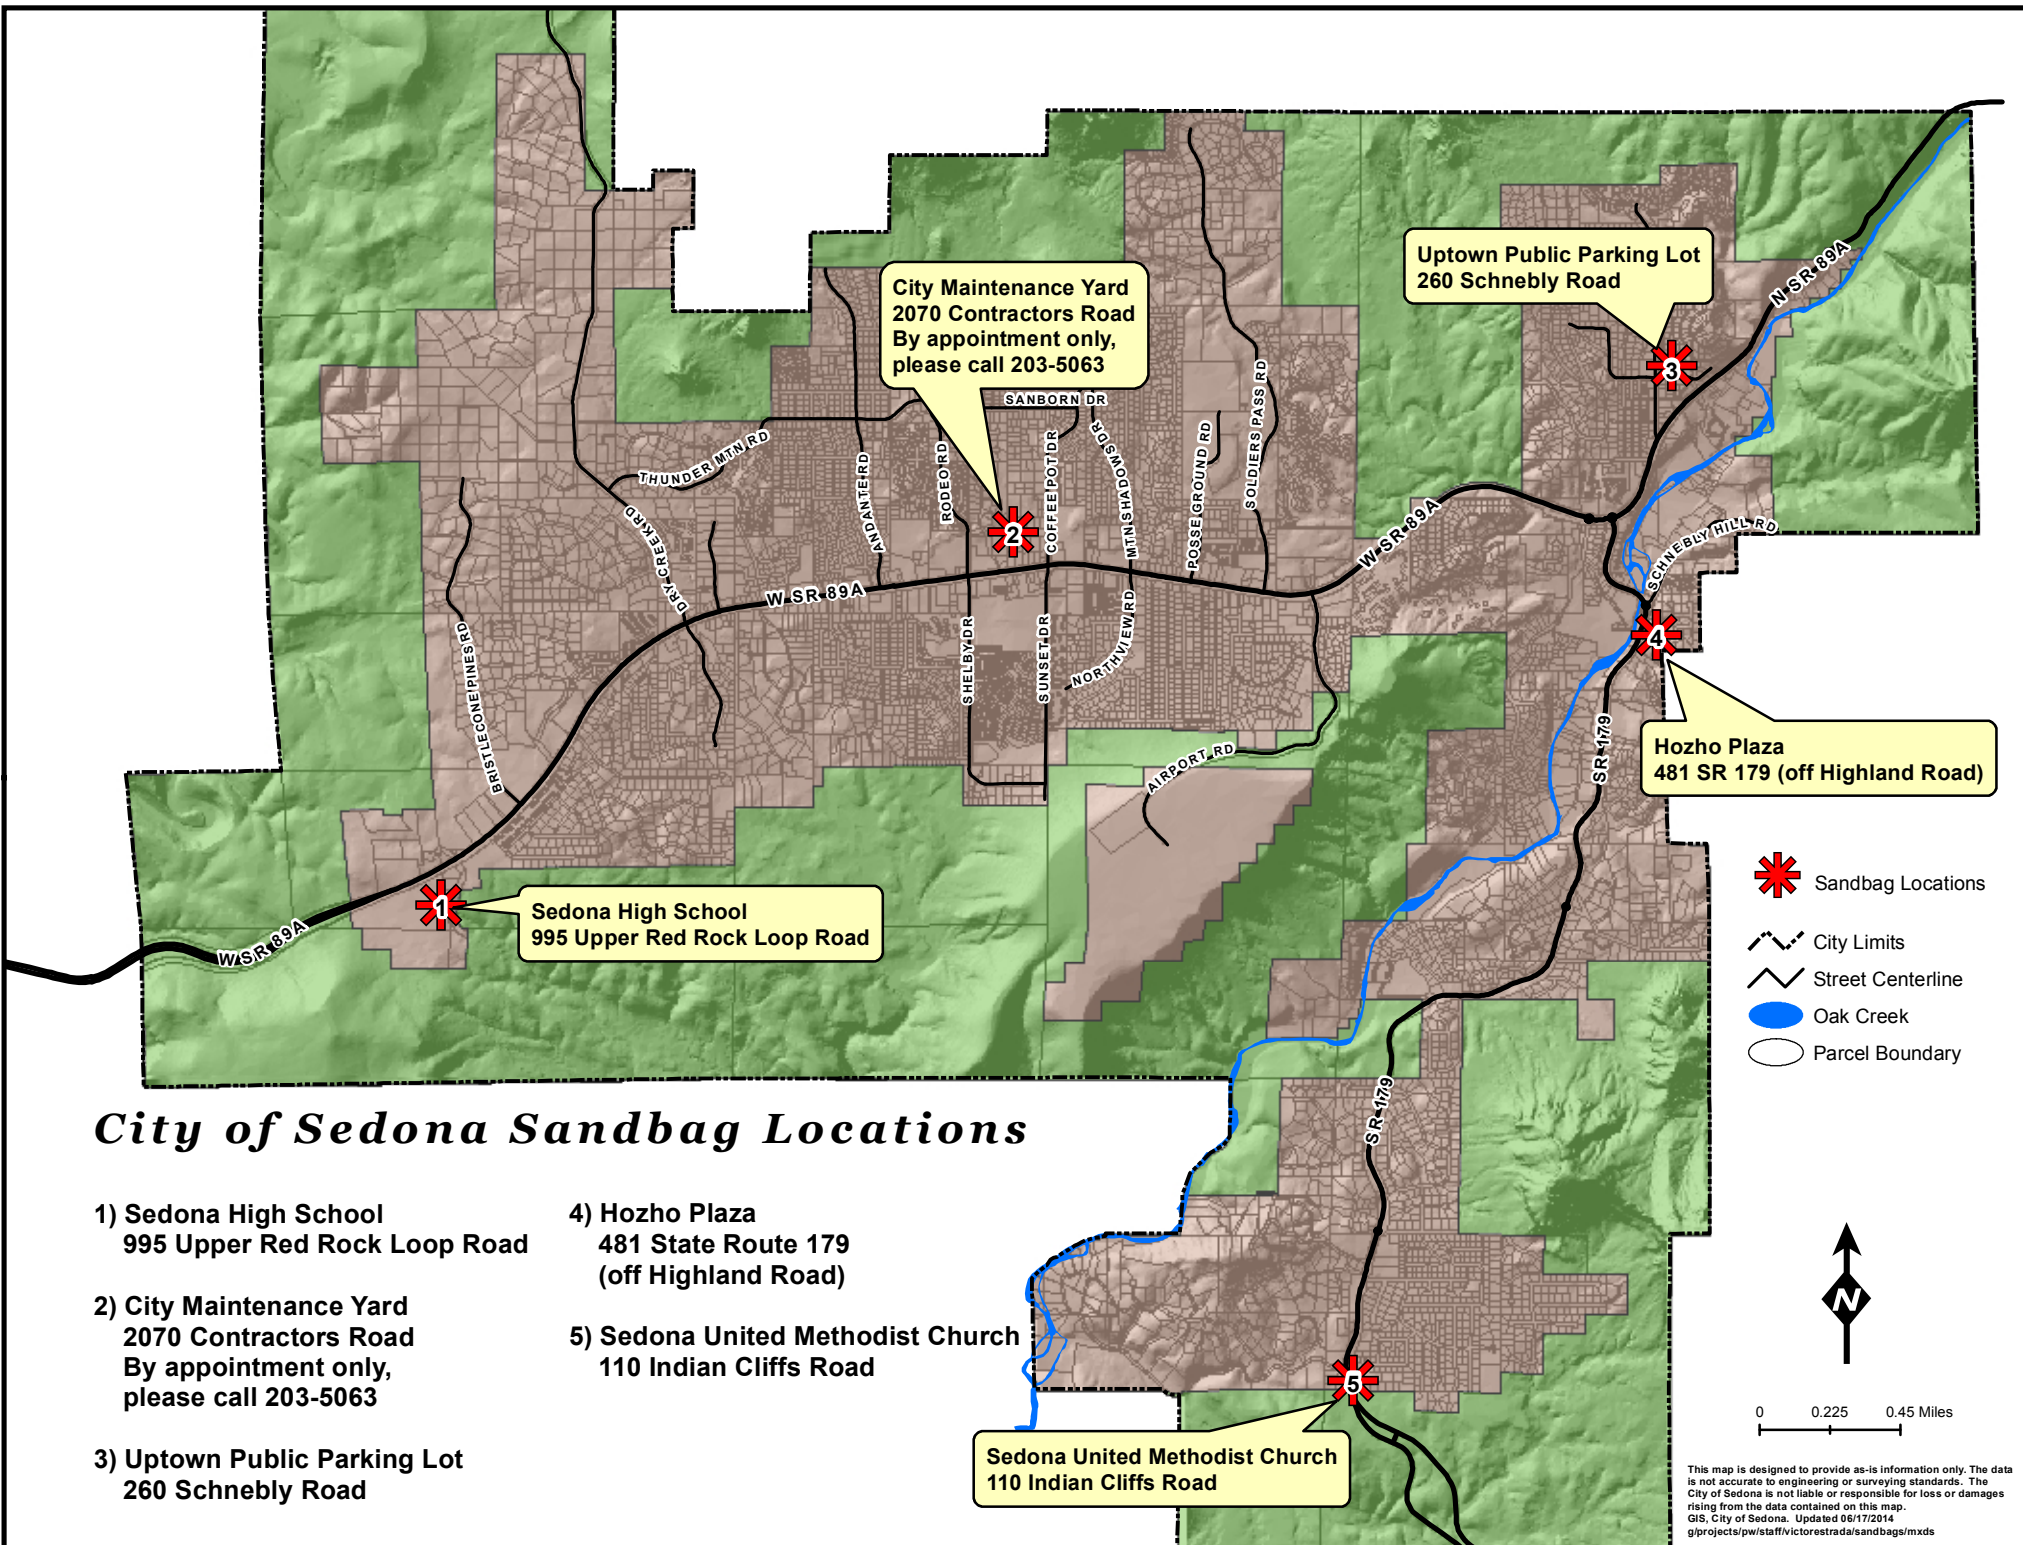 Uptown Public Parking Lot
260 Schnebly Road
N SR 89A
City Maintenance Yard
2070 Contractors Road
By appointment only,
please call 203-5063
3
SANBORN DR
THUNDER MTN RD
ANDANTE RD
RODEO RD
COFFEE POT DR
MTN SHADOWS DR
POSSE GROUND RD
SOLDIERS PASS RD
W SR 89A
2
DRY CREEK RD
SCHNEBLY HILL RD
W SR 89A
BRISTLECONE PINES RD
SHELBY DR
SUNSET DR
NORTHVIEW RD
4
SR 179
AIRPORT RD
Hozho Plaza
481 SR 179 (off Highland Road)
1
Sedona High School
995 Upper Red Rock Loop Road
W SR 89A
Sandbag Locations
City Limits
Street Centerline
Oak Creek
Parcel Boundary
SR 179
City of Sedona Sandbag Locations
1) Sedona High School
995 Upper Red Rock Loop Road
2) City Maintenance Yard
2070 Contractors Road
By appointment only,
please call 203-5063
3) Uptown Public Parking Lot
260 Schnebly Road
4) Hozho Plaza
481 State Route 179
(off Highland Road)
5) Sedona United Methodist Church
110 Indian Cliffs Road
5
Sedona United Methodist Church
110 Indian Cliffs Road
N
0 0.225 0.45 Miles
This map is designed to provide as-is information only. The data
is not accurate to engineering or surveying standards. The
City of Sedona is not liable or responsible for loss or damages
rising from the data contained on this map.
GIS, City of Sedona. Updated 06/17/2014
g/projects/pw/staff/victorestrada/sandbags/mxds